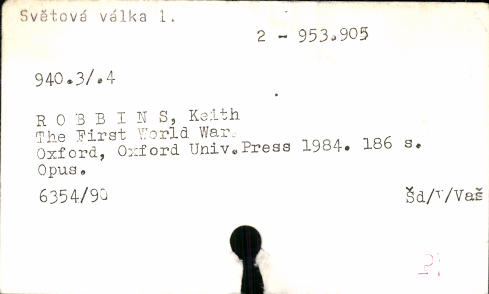 Světová válka 1.
2 - 953.905
940.3/.4
R O B B I N S, Keith
The First World War.
Oxford, Oxford Univ.Press 1984. 186 s.
Opus.
6354/90
Šd/V/Vaš